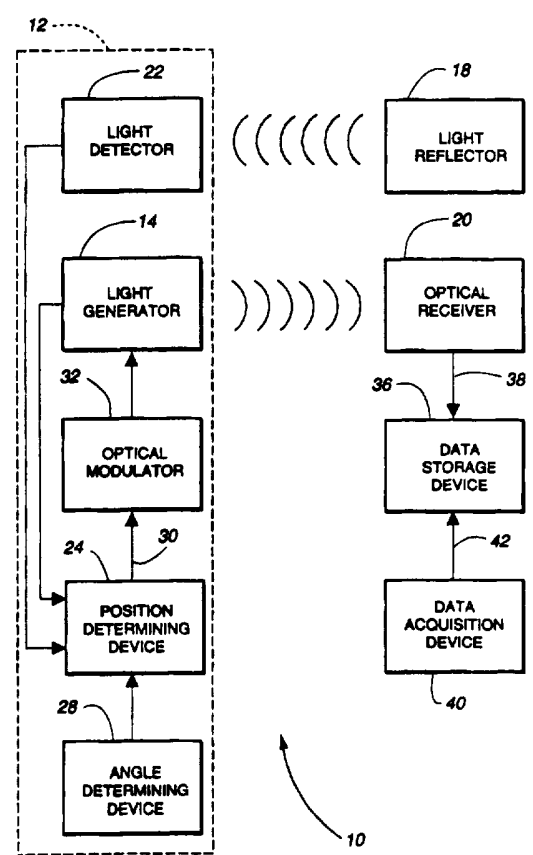 12
22
LIGHT
DETECTOR
18
LIGHT
REFLECTOR
14
LIGHT
GENERATOR
20
OPTICAL
RECEIVER
32
OPTICAL
MODULATOR
38
36
DATA
STORAGE
DEVICE
30
24
POSITION
DETERMINING
DEVICE
42
DATA
ACQUISITION
DEVICE
40
28
ANGLE
DETERMINING
DEVICE
10